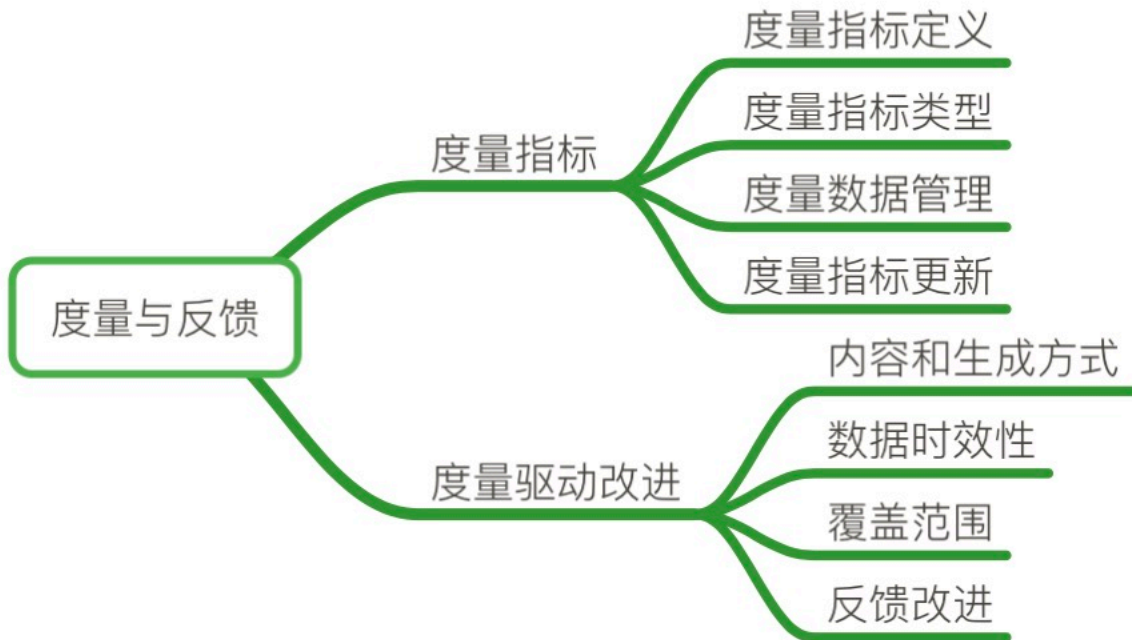 度量与反馈
度量指标
度量指标定义
度量指标类型
度量数据管理
度量指标更新
度量驱动改进
内容和生成方式
数据时效性
覆盖范围
反馈改进